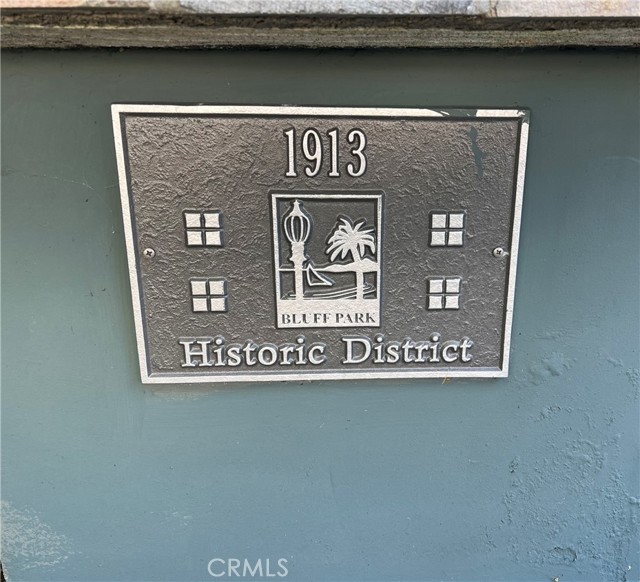 1913
BLUFF PARK
Historic District
CRMLS